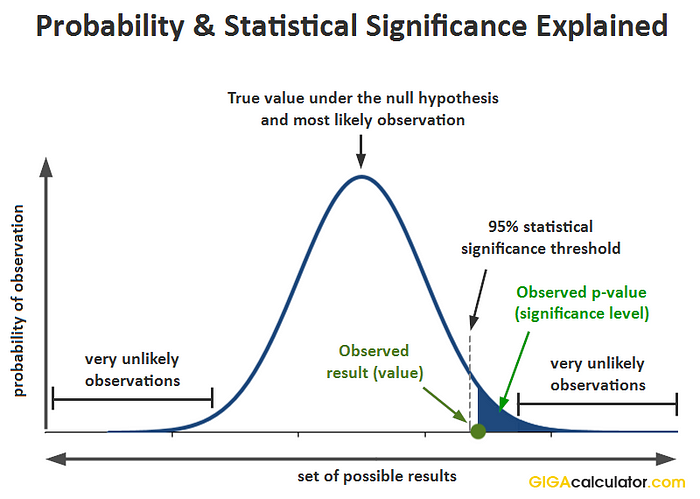 Probability & Statistical Significance Explained
True value under the null hypothesis
and most likely observation
probability of observation
95% statistical
significance threshold
Observed p-value
(significance level)
Observed
result (value)
very unlikely
observations
very unlikely
observations
set of possible results
GIGAcalculator.com